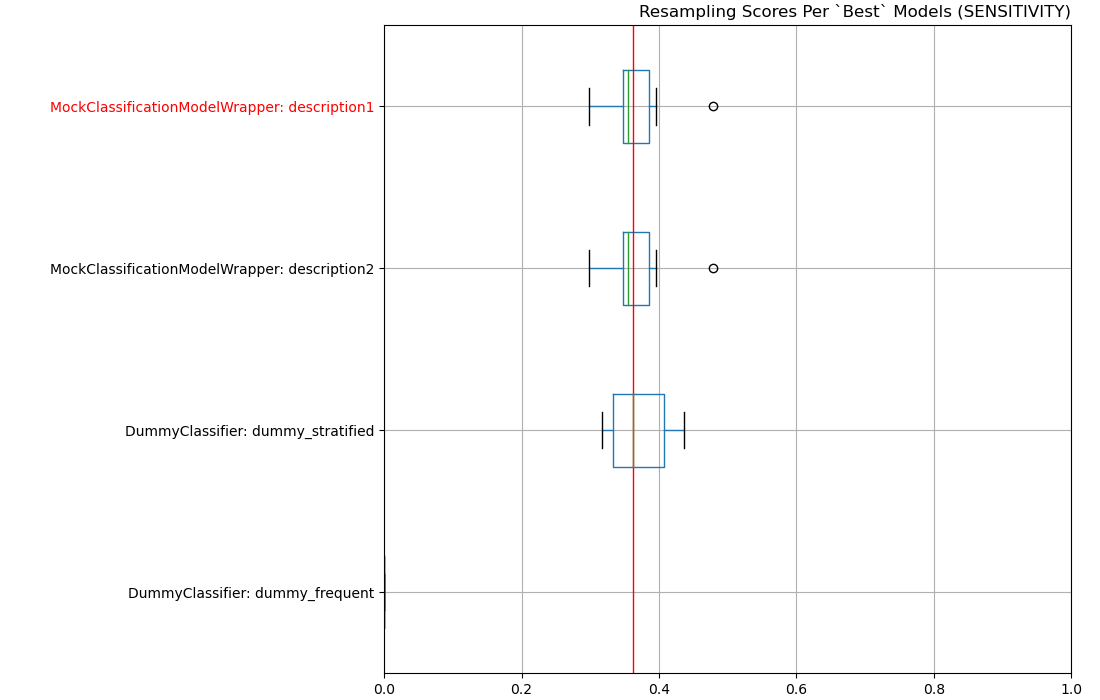 Resampling Scores Per `Best` Models (SENSITIVITY)
MockClassificationModelWrapper: description1
MockClassificationModelWrapper: description2
DummyClassifier: dummy_stratified
DummyClassifier: dummy_frequent
0.0 0.2 0.4 0.6 0.8 1.0